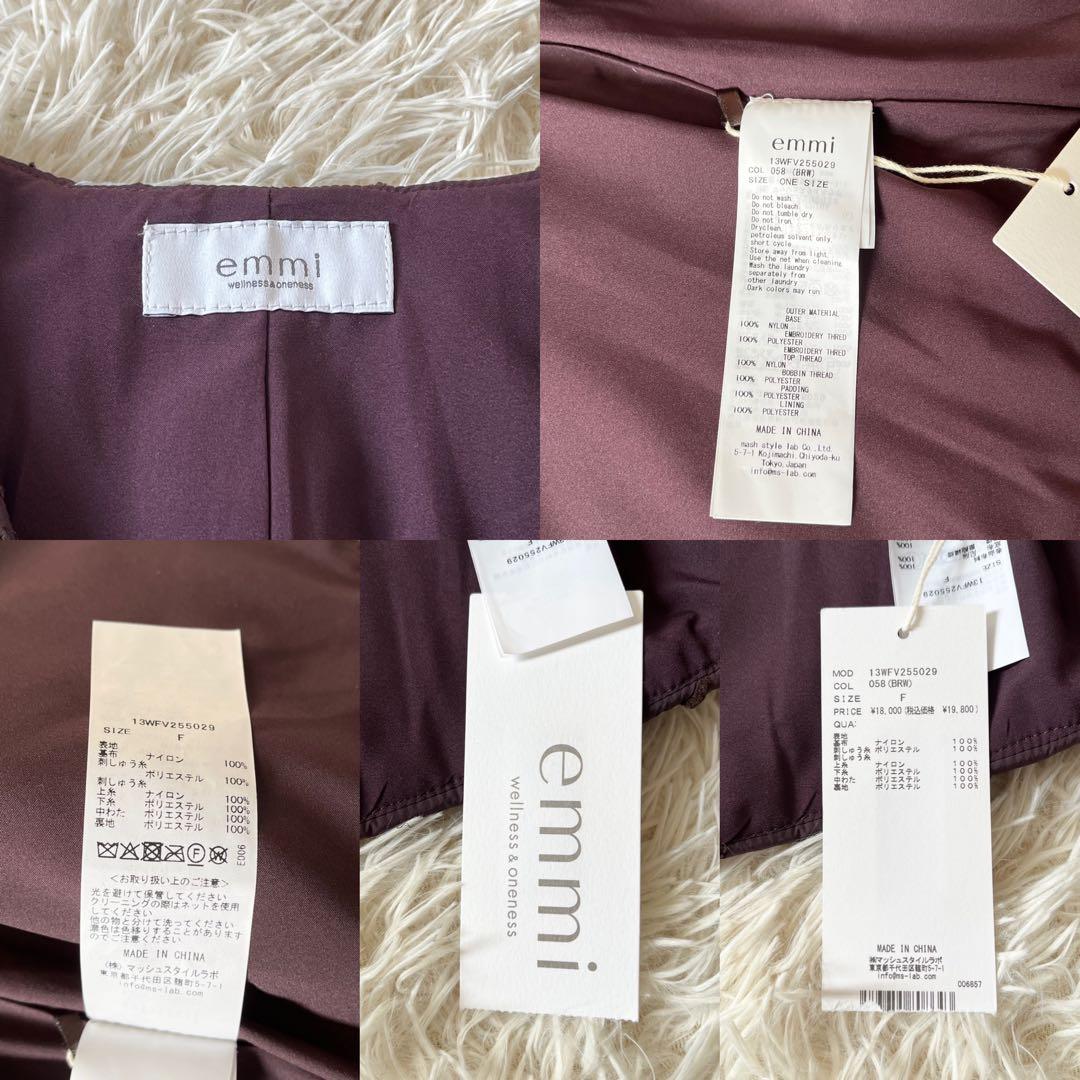 emmi
wellness&oneness
emmi
13WFV255029
COL 058 (BRW)
SIZE ONE SIZE
Do not wash.
Do not bleach.
Do not tumble dry
Do not iron.
Dryclean.
petroleum solvent only,
short cycle
Store away from light.
Use the net when cleaning.
Wash the laundry
separately from
other laundry
Dark colors may run
OUTER MATERIAL
BASE
100% NYLON
EMBROIDERY THRED
100% POLYESTER
EMBROIDERY THRED
TOP THREAD
100% NYLON
BOBBIN THREAD
100% POLYESTER
PADDING
100% POLYESTER
LINING
100% POLYESTER
MADE IN CHINA
mash style lab Co.,Ltd.
5-7-1 Kojimachi,Chiyoda-ku
Tokyo,Japan
info@ms-lab.com
13WFV255029
SIZE F
表地
基布 ナイロン 100%
刺しゅう糸
ポリエステル 100%
刺しゅう糸
上糸 ナイロン 100%
下糸 ポリエステル 100%
中わた ポリエステル 100%
裏地 ポリエステル 100%
E006
<お取り扱い上のご注意>
光を避けて保管してください
クリーニングの際はネットを使用
してください
他の物と分けて洗ってください
濃色は色移りすることがあります
のでご注意ください
MADE IN CHINA
(株)マッシュスタイルラボ
東京都千代田区麹町5-7-1
info@ms-lab.com
emmi
wellness & oneness
13WFV255029
SIZE F
MOD 13WFV255029
COL 058(BRW)
SIZE F
PRICE ¥18,000(税込価格 ¥19,800)
QUA:
表地
基布 ナイロン 100%
刺しゅう糸 ポリエステル 100%
刺しゅう糸
上糸 ナイロン 100%
下糸 ポリエステル 100%
中わた ポリエステル 100%
裏地 ポリエステル 100%
MADE IN CHINA
㈱マッシュスタイルラボ
東京都千代田区麹町5-7-1
info@ms-lab.com
006857